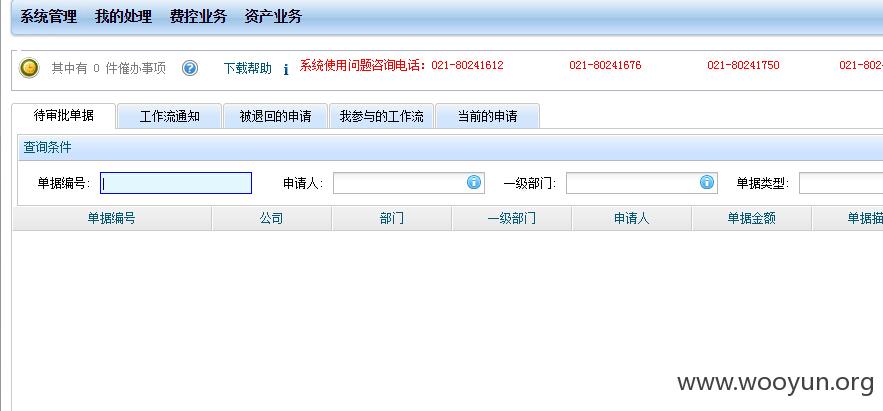 系统管理 我的处理 费控业务 资产业务
其中有 0 件催办事项 下载帮助 系统使用问题咨询电话：021-80241612 021-80241676 021-80241750 021-802
待审批单据 工作流通知 被退回的申请 我参与的工作流 当前的申请
查询条件
单据编号: 申请人: 一级部门: 单据类型:
单据编号 公司 部门 一级部门 申请人 单据金额 单据描
www.wooyun.org